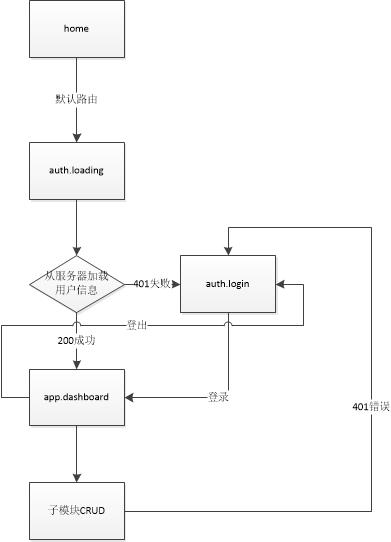 home
默认路由
auth.loading
从服务器加载
用户信息
401失败
auth.login
登出
200成功
app.dashboard
登录
401错误
子模块CRUD